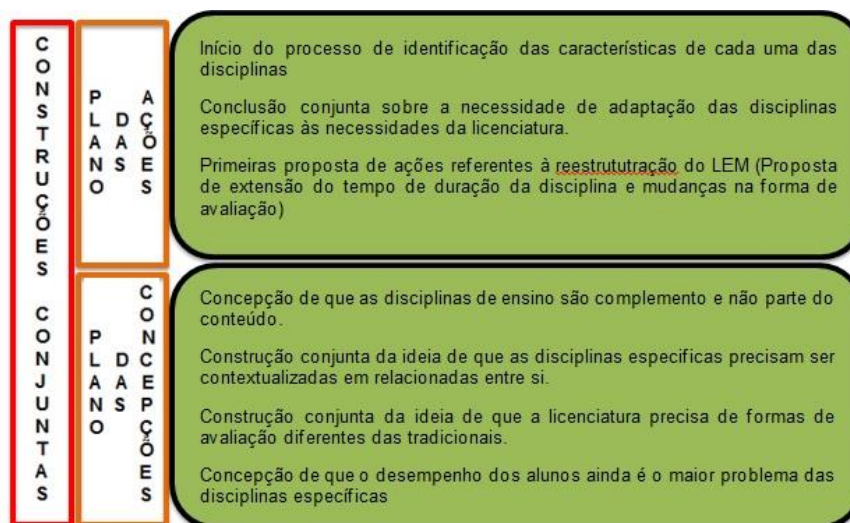 CONSTRUÇÕES CONJUNTAS
PLANO DAS AÇÕES
Início do processo de identificação das características de cada uma das
disciplinas
Conclusão conjunta sobre a necessidade de adaptação das disciplinas
específicas às necessidades da licenciatura.
Primeiras proposta de ações referentes à reestrututração do LEM (Proposta
de extensão do tempo de duração da disciplina e mudanças na forma de
avaliação)
PLANO DAS CONCEPÇÕES
Concepção de que as disciplinas de ensino são complemento e não parte do
conteúdo.
Construção conjunta da ideia de que as disciplinas especificas precisam ser
contextualizadas em relacionadas entre si.
Construção conjunta da ideia de que a licenciatura precisa de formas de
avaliação diferentes das tradicionais.
Concepção de que o desempenho dos alunos ainda é o maior problema das
disciplinas específicas